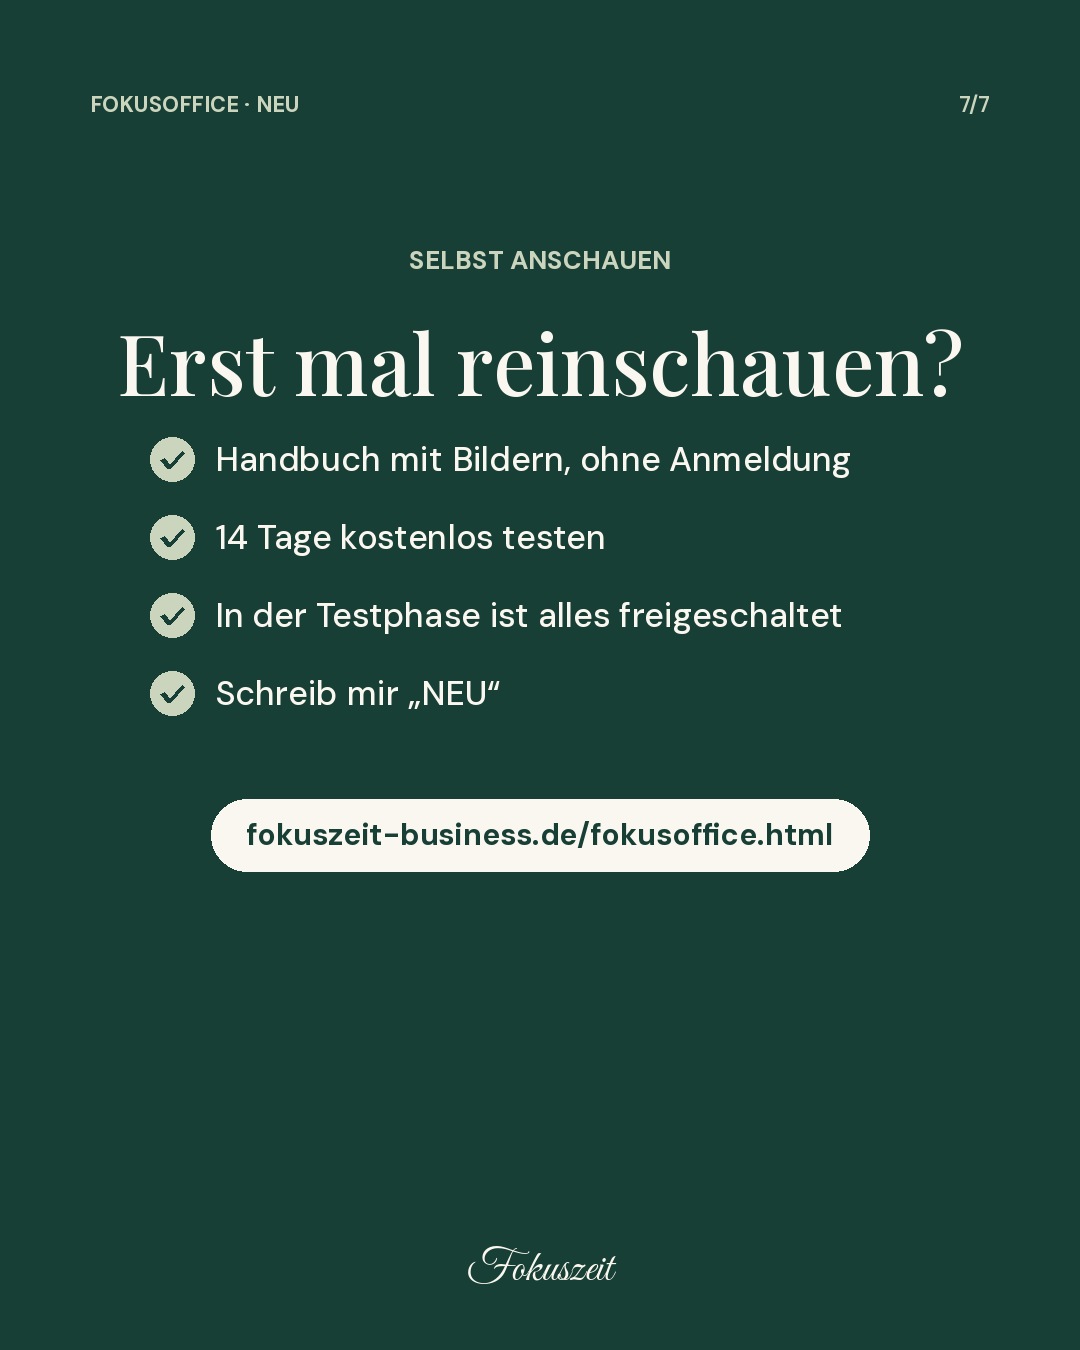 FOKUSOFFICE · NEU
7/7
SELBST ANSCHAUEN
Erst mal reinschauen?
Handbuch mit Bildern, ohne Anmeldung
14 Tage kostenlos testen
In der Testphase ist alles freigeschaltet
Schreib mir „NEU“
fokuszeit-business.de/fokusoffice.html
Fokuszeit